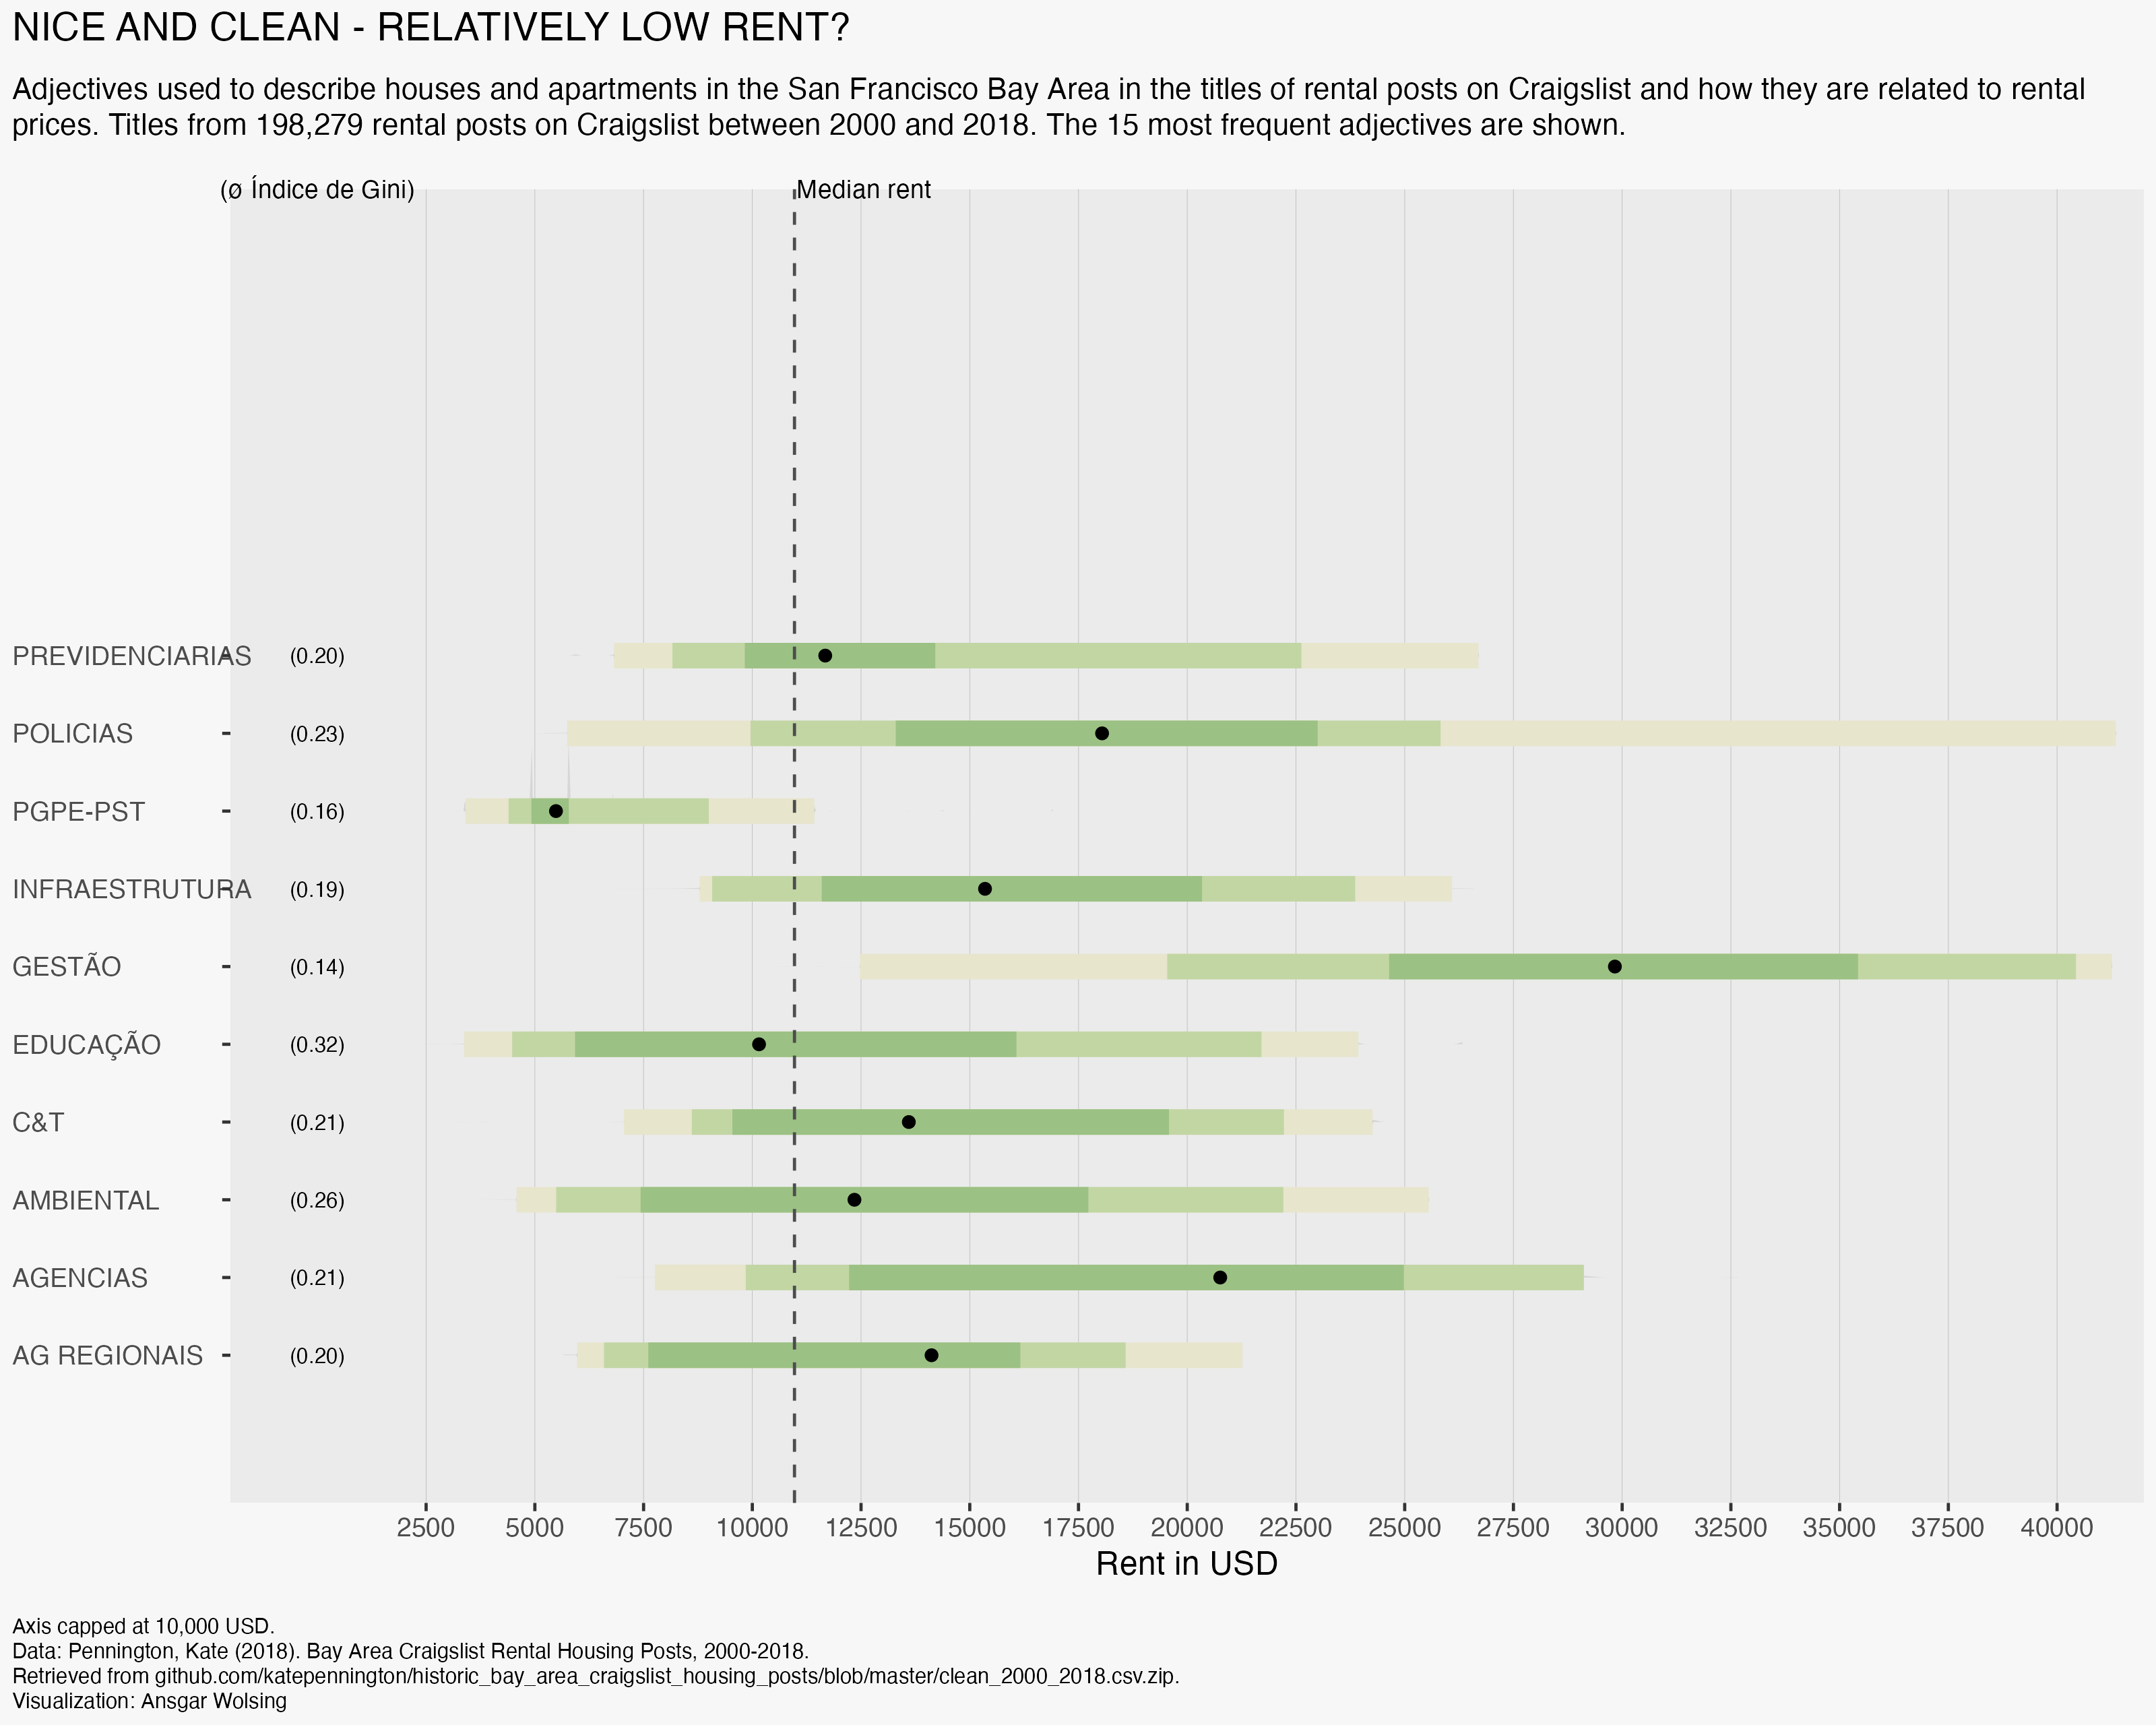 NICE AND CLEAN - RELATIVELY LOW RENT?
Adjectives used to describe houses and apartments in the San Francisco Bay Area in the titles of rental posts on Craigslist and how they are related to rental
prices. Titles from 198,279 rental posts on Craigslist between 2000 and 2018. The 15 most frequent adjectives are shown.
(ø Índice de Gini) Median rent
PREVIDENCIARIAS (0.20)
POLICIAS (0.23)
PGPE-PST (0.16)
INFRAESTRUTURA (0.19)
GESTÃO (0.14)
EDUCAÇÃO (0.32)
C&T (0.21)
AMBIENTAL (0.26)
AGENCIAS (0.21)
AG REGIONAIS (0.20)
2500 5000 7500 10000 12500 15000 17500 20000 22500 25000 27500 30000 32500 35000 37500 40000
Rent in USD
Axis capped at 10,000 USD.
Data: Pennington, Kate (2018). Bay Area Craigslist Rental Housing Posts, 2000-2018.
Retrieved from github.com/katepennington/historic_bay_area_craigslist_housing_posts/blob/master/clean_2000_2018.csv.zip.
Visualization: Ansgar Wolsing